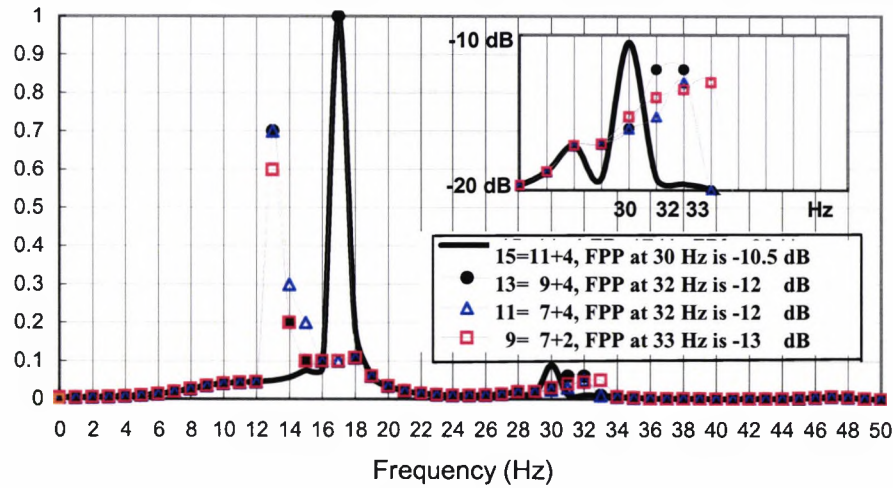 1
0.9
0.8
0.7
0.6
0.5
0.4
0.3
0.2
0.1
0
0 2 4 6 8 10 12 14 16 18 20 22 24 26 28 30 32 34 36 38 40 42 44 46 48 50
Frequency (Hz)
-10 dB
-20 dB
30 32 33 Hz
15=11+4, FPP at 30 Hz is -10.5 dB
13= 9+4, FPP at 32 Hz is -12 dB
11= 7+4, FPP at 32 Hz is -12 dB
9= 7+2, FPP at 33 Hz is -13 dB